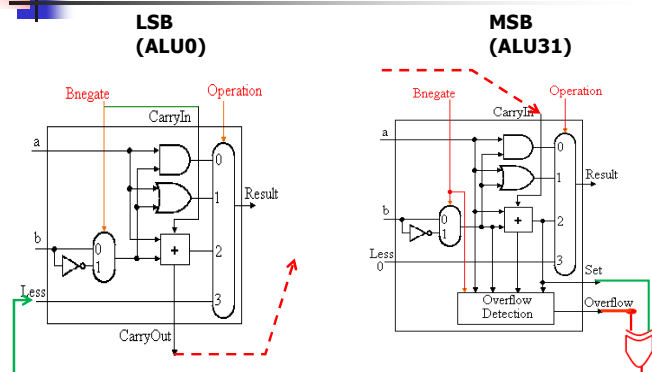 LSB
(ALU0)
Bnegate
Operation
CarryIn
a
0
1
Result
b
0
1
+
2
Less
3
CarryOut
MSB
(ALU31)
Bnegate
Operation
CarryIn
a
0
1
Result
b
0
1
+
2
Less
0
3
Set
Overflow
Detection
Overflow